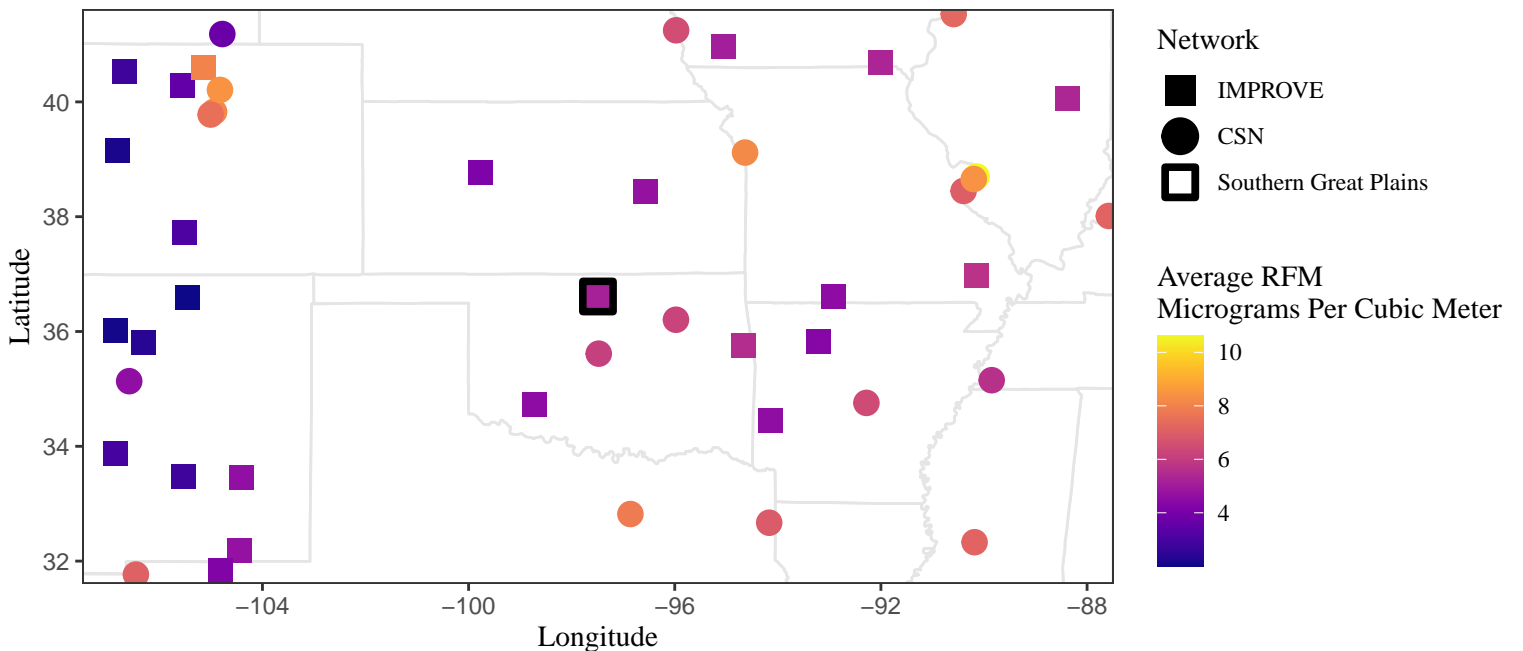 40
38
36
34
32
Latitude
−104
−100
−96
−92
−88
Longitude
Network
IMPROVE
CSN
Southern Great Plains
Average RFM
Micrograms Per Cubic Meter
10
8
6
4